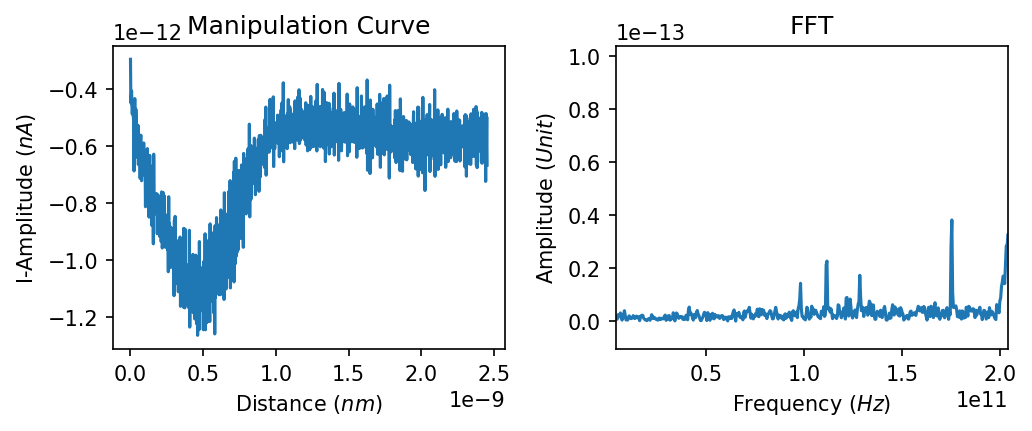 Manipulation Curve
1e−12
−0.4
−0.6
−0.8
−1.0
−1.2
I-Amplitude (nA)
0.0 0.5 1.0 1.5 2.0 2.5
1e−9
Distance (nm)
FFT
1e−13
1.0
0.8
0.6
0.4
0.2
0.0
Amplitude (Unit)
0.5 1.0 1.5 2.0
1e11
Frequency (Hz)